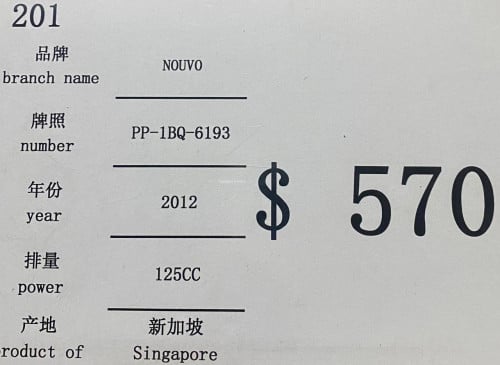 201
品牌
branch name
NOUVO
牌照
number
PP-1BQ-6193
年份
year
2012
$ 570
排量
power
125CC
产地
roduct of
新加坡
Singapore